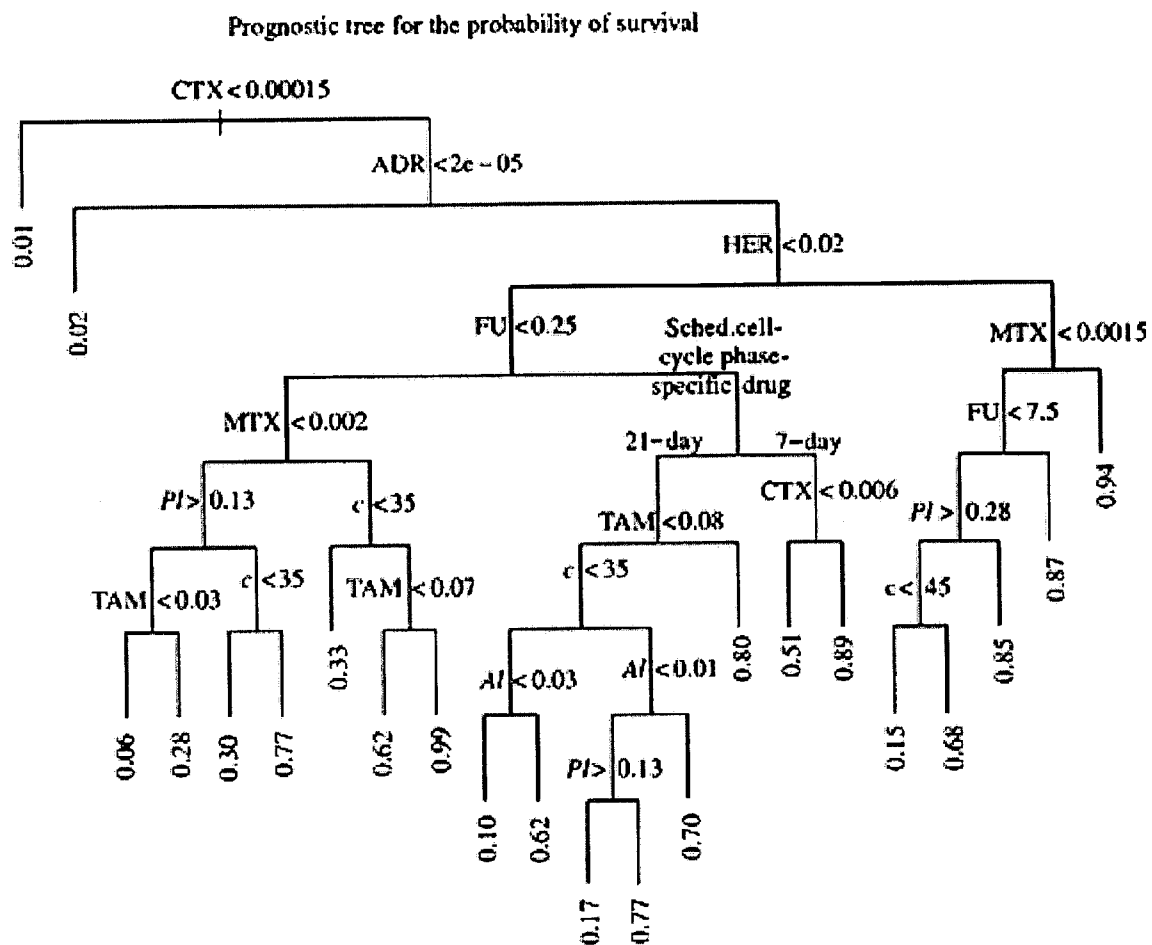 Prognostic tree for the probability of survival
CTX<0.00015
ADR<2e-05
HER<0.02
0.01
0.02
FU<0.25
Sched.cell-
cycle phase-
specific drug
MTX<0.0015
MTX<0.002
21-day
7-day
FU<7.5
Pl>0.13
c<35
TAM<0.08
CTX<0.006
Pl>0.28
0.94
TAM<0.03
c<35
TAM<0.07
c<35
c<45
0.87
0.33
Al<0.03
Al<0.01
0.80
0.51
0.89
0.85
0.06
0.28
0.30
0.77
0.62
0.99
Pl>0.13
0.15
0.68
0.10
0.62
0.70
0.17
0.77